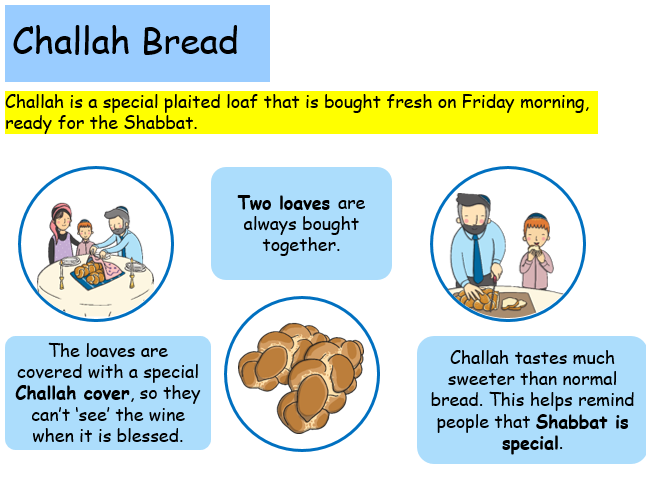 Challah Bread
Challah is a special plaited loaf that is bought fresh on Friday morning,
ready for the Shabbat.
Two loaves are
always bought
together.
The loaves are
covered with a special
Challah cover, so they
can’t ‘see’ the wine
when it is blessed.
Challah tastes much
sweeter than normal
bread. This helps remind
people that Shabbat is
special.